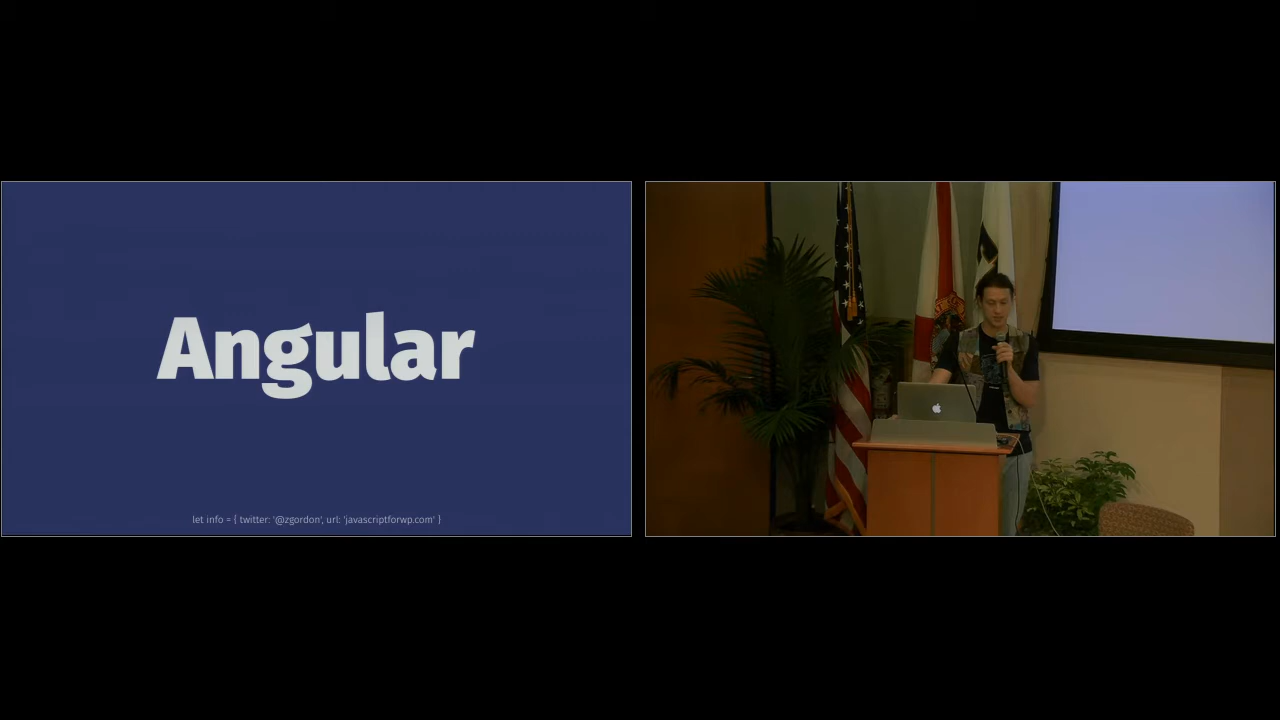 Angular
let info = { twitter: '@zgordon', url: 'javascriptforwp.com' }